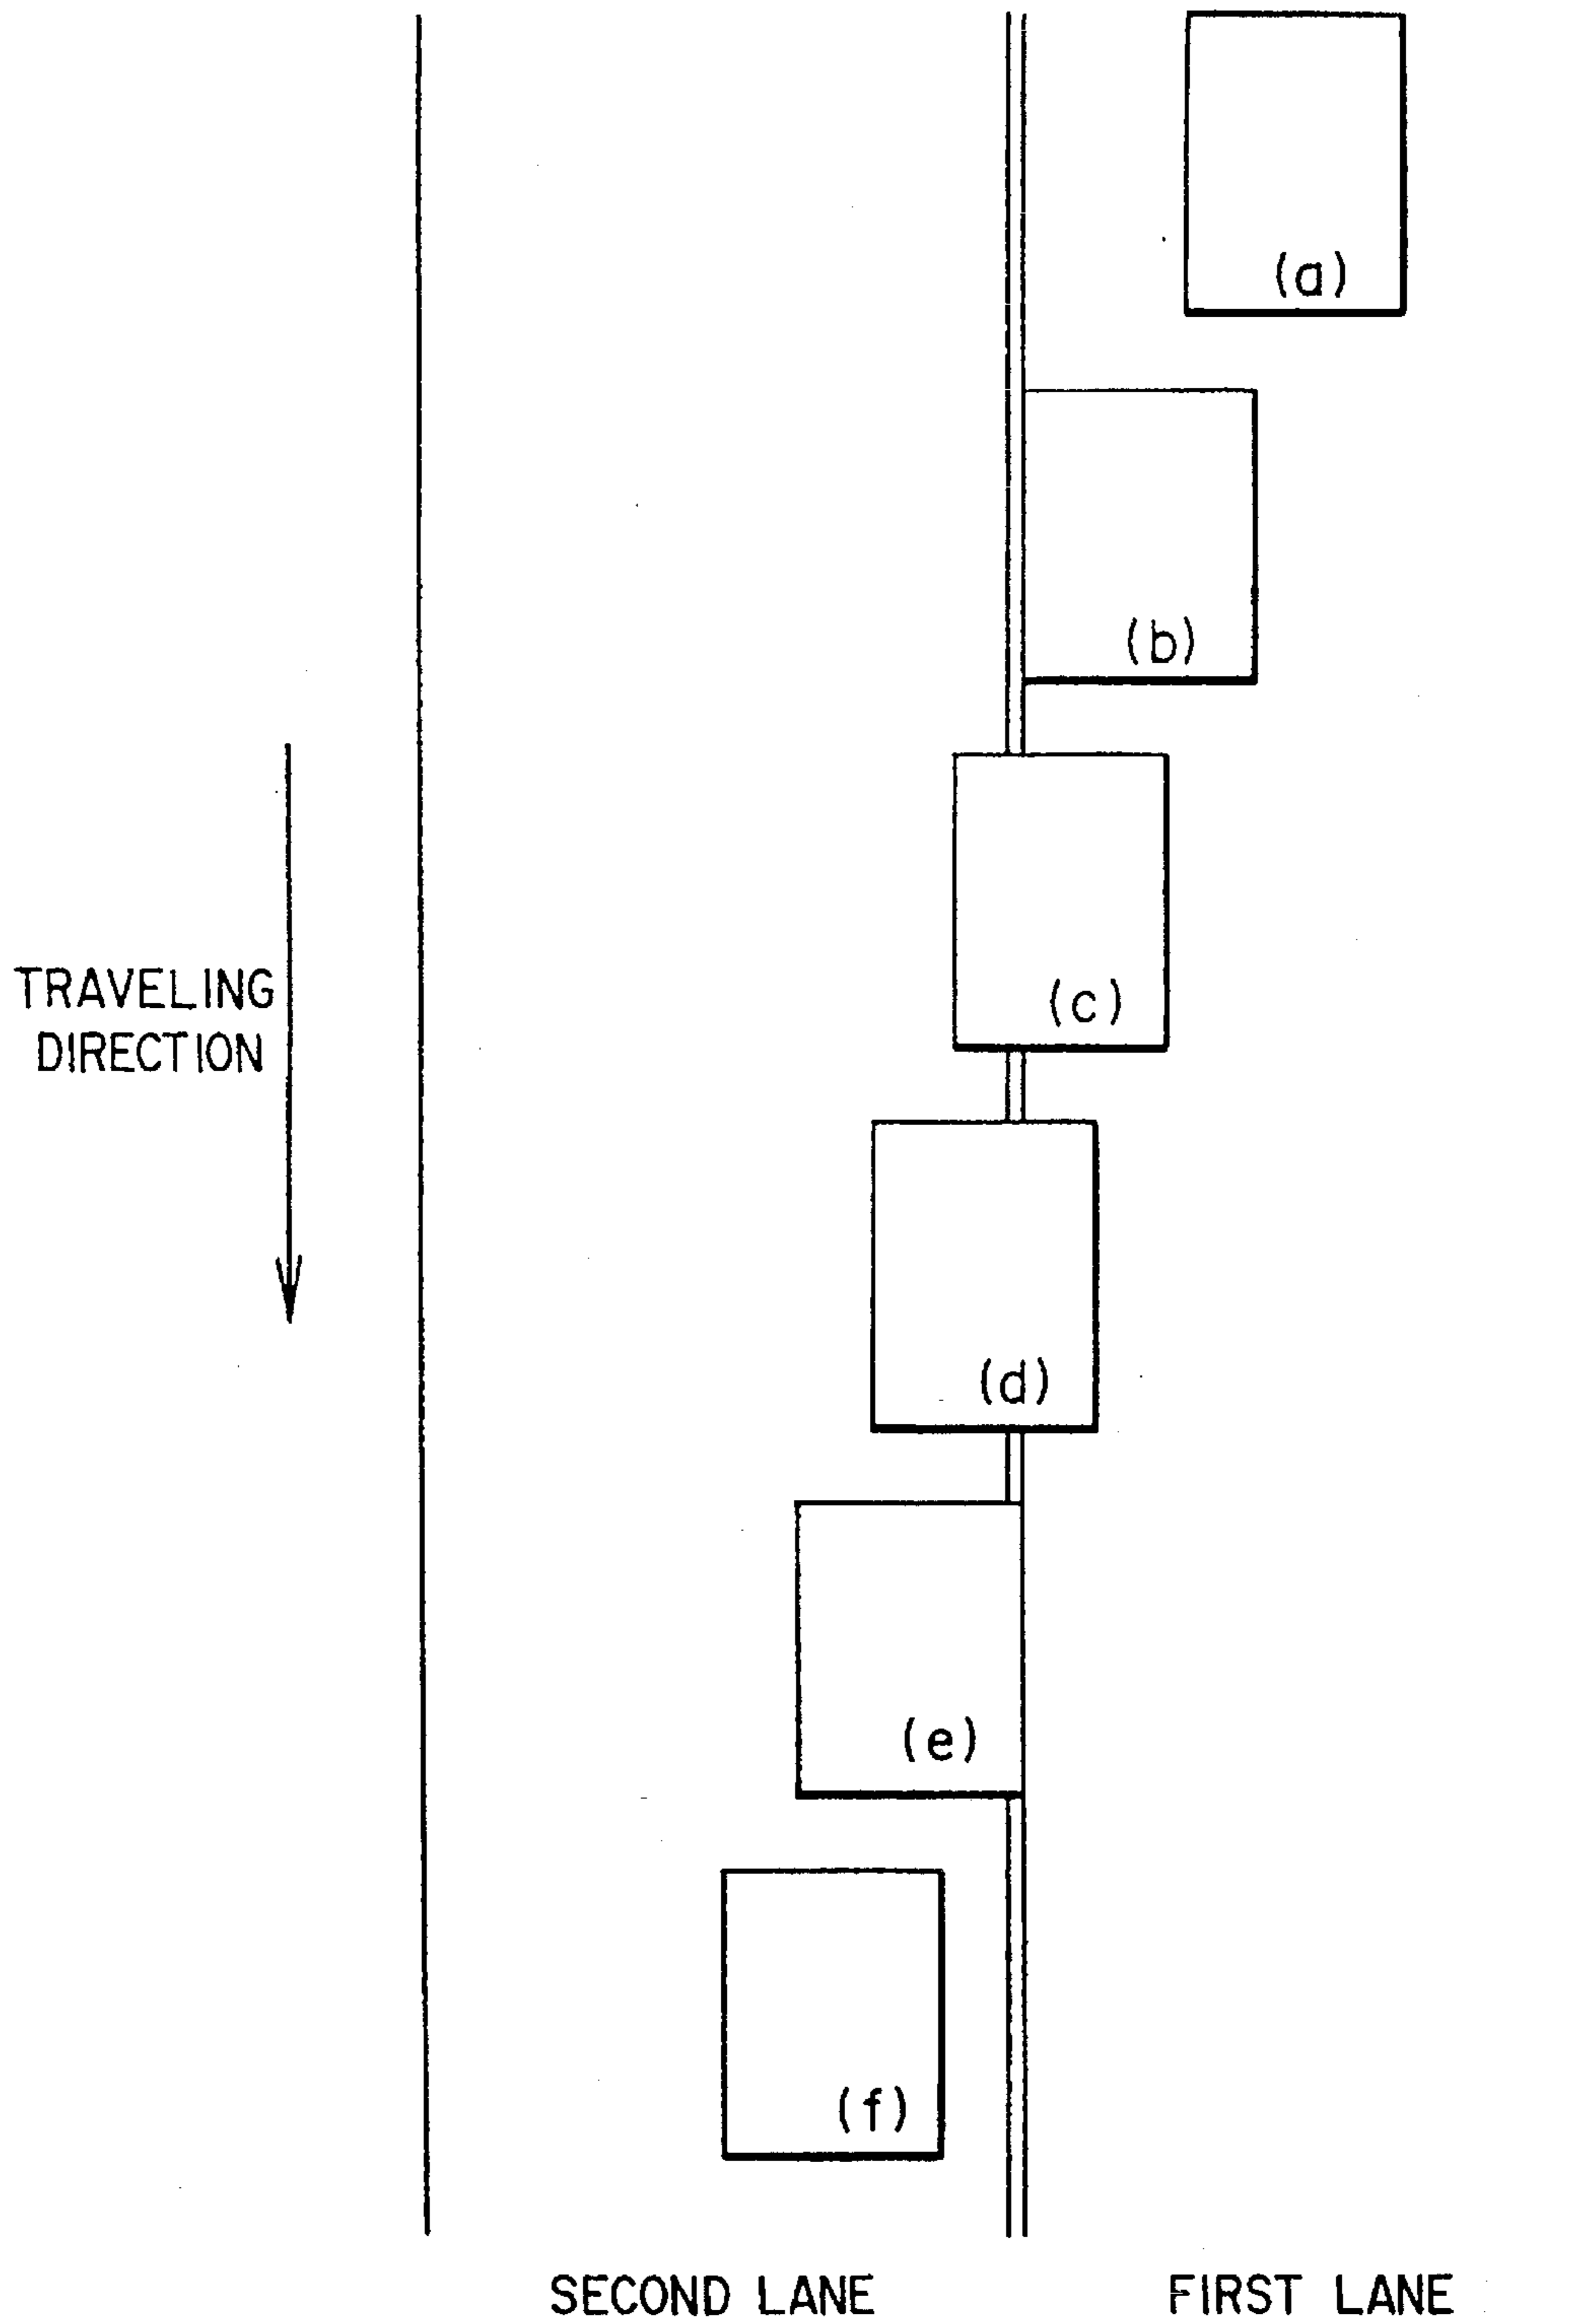 (a)
(b)
TRAVELING
DIRECTION
(c)
(d)
(e)
(f)
SECOND LANE
FIRST LANE